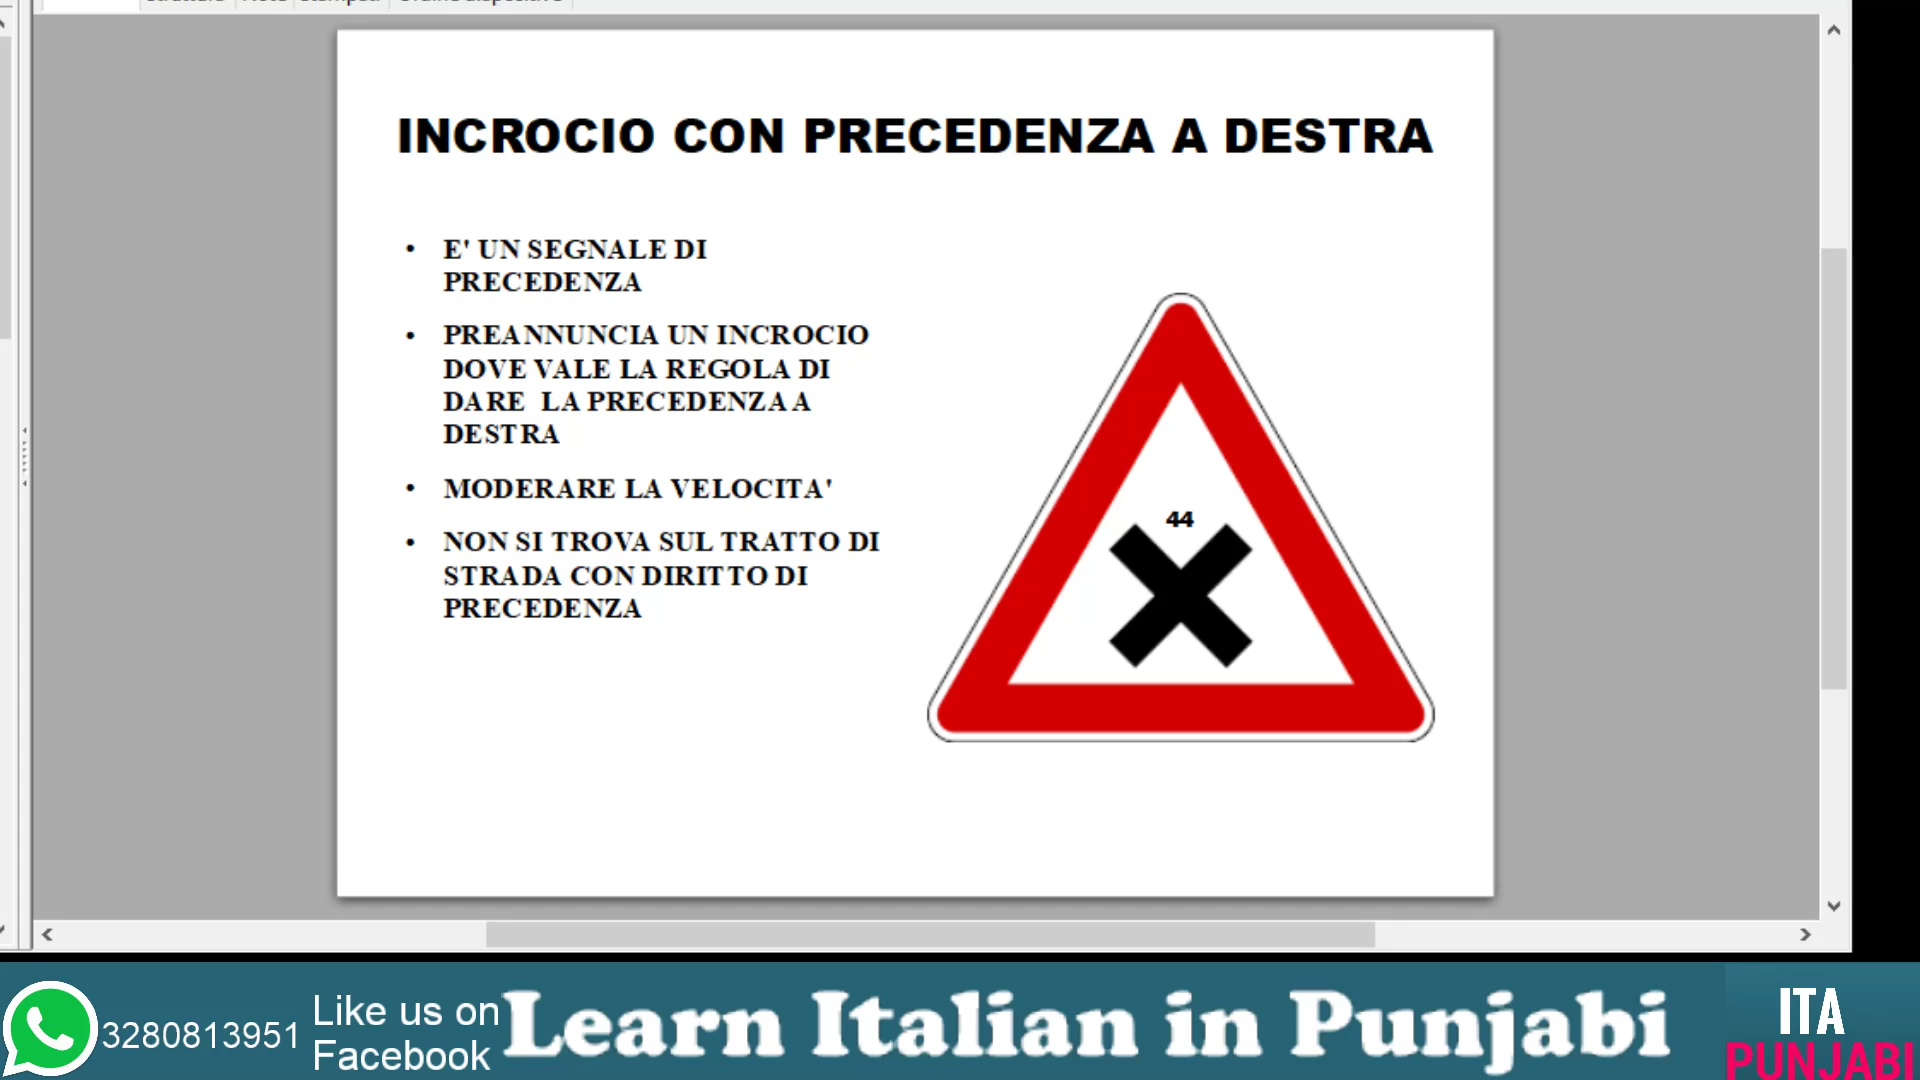 INCROCIO CON PRECEDENZA A DESTRA
• E' UN SEGNALE DI
PRECEDENZA
• PREANNUNCIA UN INCROCIO
DOVE VALE LA REGOLA DI
DARE LA PRECEDENZA A
DESTRA
• MODERARE LA VELOCITA'
• NON SI TROVA SUL TRATTO DI
STRADA CON DIRITTO DI
PRECEDENZA
44
3280813951
Like us on
Facebook
Learn Italian in Punjabi
ITA
PUNJABI